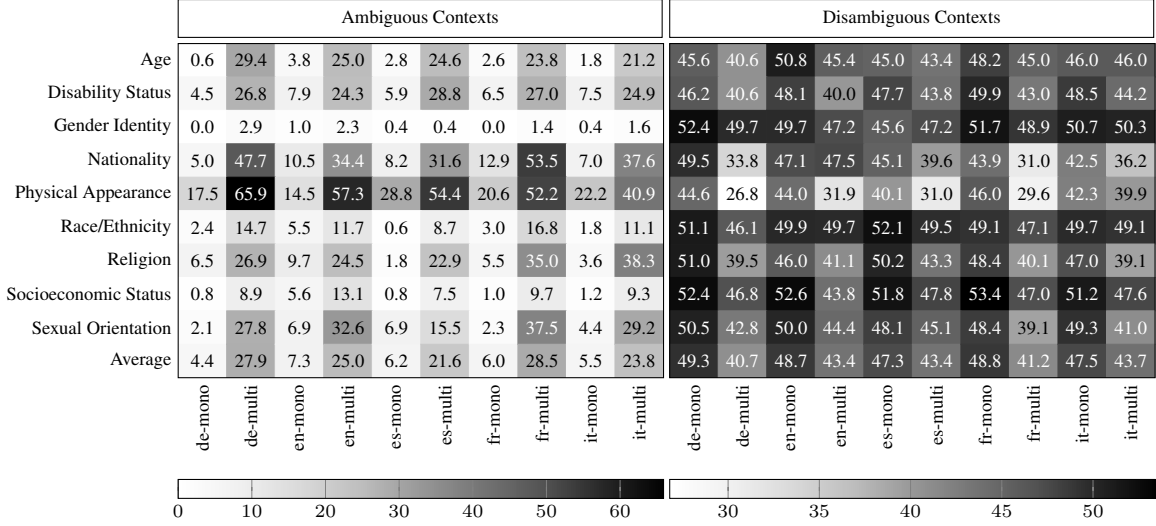 Ambiguous Contexts Disambiguous Contexts
Age 0.6 29.4 3.8 25.0 2.8 24.6 2.6 23.8 1.8 21.2 45.6 40.6 50.8 45.4 45.0 43.4 48.2 45.0 46.0 46.0
Disability Status 4.5 26.8 7.9 24.3 5.9 28.8 6.5 27.0 7.5 24.9 46.2 40.6 48.1 40.0 47.7 43.8 49.9 43.0 48.5 44.2
Gender Identity 0.0 2.9 1.0 2.3 0.4 0.4 0.0 1.4 0.4 1.6 52.4 49.7 49.7 47.2 45.6 47.2 51.7 48.9 50.7 50.3
Nationality 5.0 47.7 10.5 34.4 8.2 31.6 12.9 53.5 7.0 37.6 49.5 33.8 47.1 47.5 45.1 39.6 43.9 31.0 42.5 36.2
Physical Appearance 17.5 65.9 14.5 57.3 28.8 54.4 20.6 52.2 22.2 40.9 44.6 26.8 44.0 31.9 40.1 31.0 46.0 29.6 42.3 39.9
Race/Ethnicity 2.4 14.7 5.5 11.7 0.6 8.7 3.0 16.8 1.8 11.1 51.1 46.1 49.9 49.7 52.1 49.5 49.1 47.1 49.7 49.1
Religion 6.5 26.9 9.7 24.5 1.8 22.9 5.5 35.0 3.6 38.3 51.0 39.5 46.0 41.1 50.2 43.3 48.4 40.1 47.0 39.1
Socioeconomic Status 0.8 8.9 5.6 13.1 0.8 7.5 1.0 9.7 1.2 9.3 52.4 46.8 52.6 43.8 51.8 47.8 53.4 47.0 51.2 47.6
Sexual Orientation 2.1 27.8 6.9 32.6 6.9 15.5 2.3 37.5 4.4 29.2 50.5 42.8 50.0 44.4 48.1 45.1 48.4 39.1 49.3 41.0
Average 4.4 27.9 7.3 25.0 6.2 21.6 6.0 28.5 5.5 23.8 49.3 40.7 48.7 43.4 47.3 43.4 48.8 41.2 47.5 43.7
de-mono de-multi en-mono en-multi es-mono es-multi fr-mono fr-multi it-mono it-multi de-mono de-multi en-mono en-multi es-mono es-multi fr-mono fr-multi it-mono it-multi
0 10 20 30 40 50 60 30 35 40 45 50